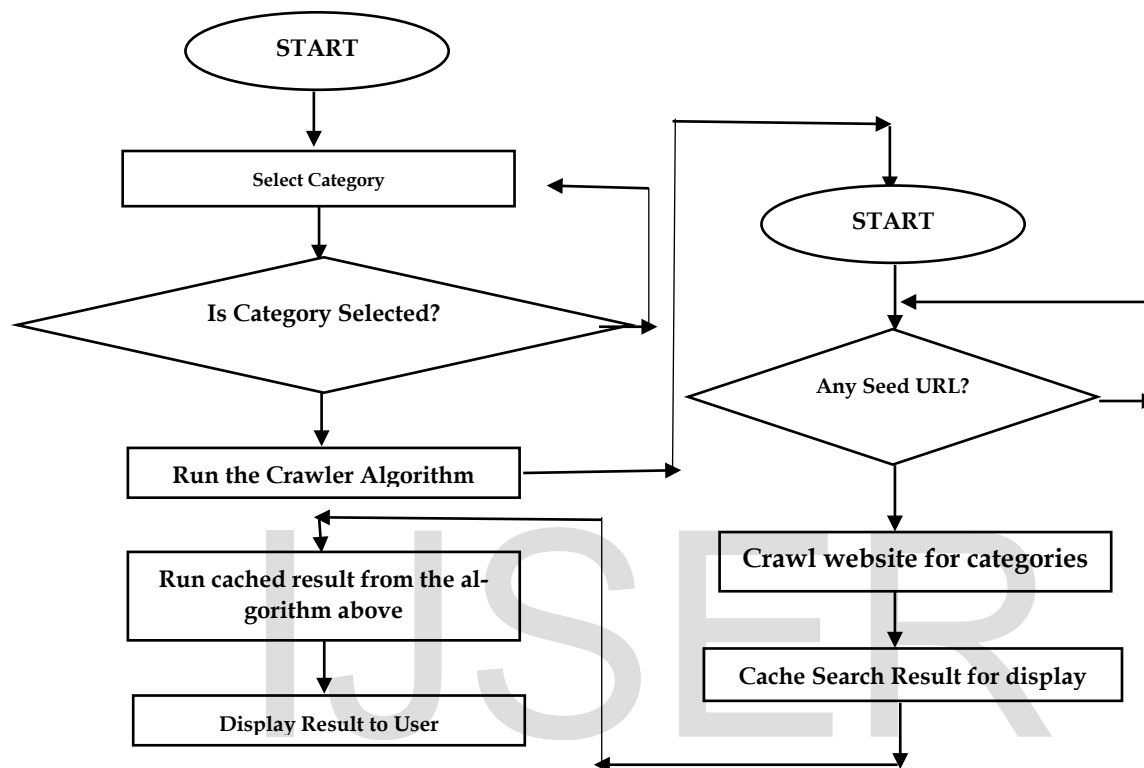 START
Select Category
Is Category Selected?
Run the Crawler Algorithm
Run cached result from the al-
gorithm above
Display Result to User
START
Any Seed URL?
Crawl website for categories
Cache Search Result for display
IJSER